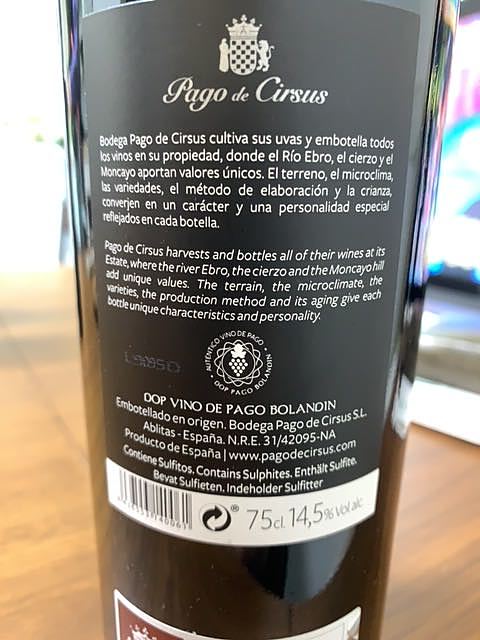 Pago de Cirsus
Bodega Pago de Cirsus cultiva sus uvas y embotella todos
los vinos en su propiedad, donde el Río Ebro, el cierzo y el
Moncayo aportan valores únicos. El terreno, el microclima,
las variedades, el método de elaboración y la crianza,
converjen en un carácter y una personalidad especial
reflejados en cada botella.
Pago de Cirsus harvests and bottles all of their wines at its
Estate, where the river Ebro, the cierzo and the Moncayo hill
add unique values. The terrain, the microclimate, the
varieties, the production method and its aging give each
bottle unique characteristics and personality.
AUTÉNTICO VINO DE PAGO
DOP PAGO BOLANDIN
DOP VINO DE PAGO BOLANDIN
Embotellado en origen. Bodega Pago de Cirsus S.L.
Ablitas - España. N.R.E. 31/42095-NA
Producto de España | www.pagodecirsus.com
Contiene Sulfitos. Contains Sulphites. Enthält Sulfite.
Bevat Sulfieten. Indeholder Sulfitter
® 75cl. 14,5% Vol alc